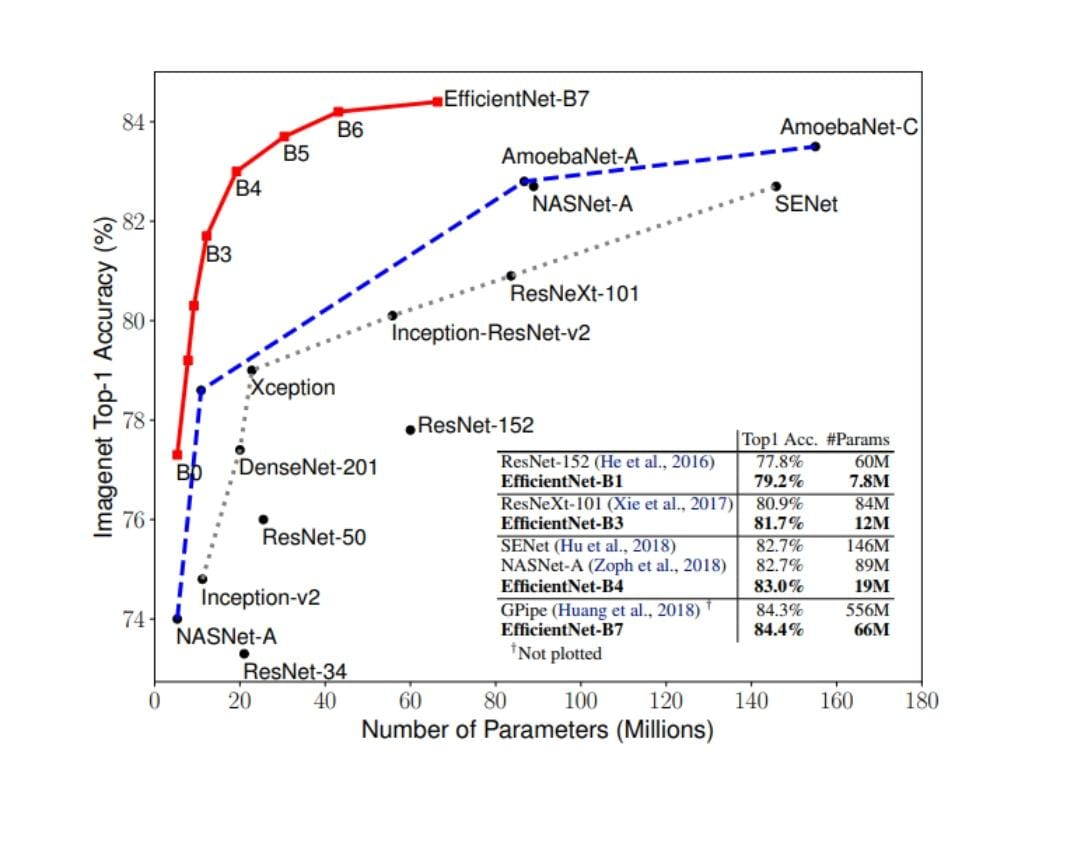 EfficientNet-B7
84
AmoebaNet-C
B6
B5
AmoebaNet-A
B4
NASNet-A
SENet
82
B3
ResNeXt-101
80
Inception-ResNet-v2
Xception
78
ResNet-152
B0
DenseNet-201
76
ResNet-50
Inception-v2
74
NASNet-A
ResNet-34
Imagenet Top-1 Accuracy (%)
Top1 Acc. #Params
ResNet-152 (He et al., 2016) 77.8% 60M
EfficientNet-B1 79.2% 7.8M
ResNeXt-101 (Xie et al., 2017) 80.9% 84M
EfficientNet-B3 81.7% 12M
SENet (Hu et al., 2018) 82.7% 146M
NASNet-A (Zoph et al., 2018) 82.7% 89M
EfficientNet-B4 83.0% 19M
GPipe (Huang et al., 2018) † 84.3% 556M
EfficientNet-B7 84.4% 66M
†Not plotted
0 20 40 60 80 100 120 140 160 180
Number of Parameters (Millions)